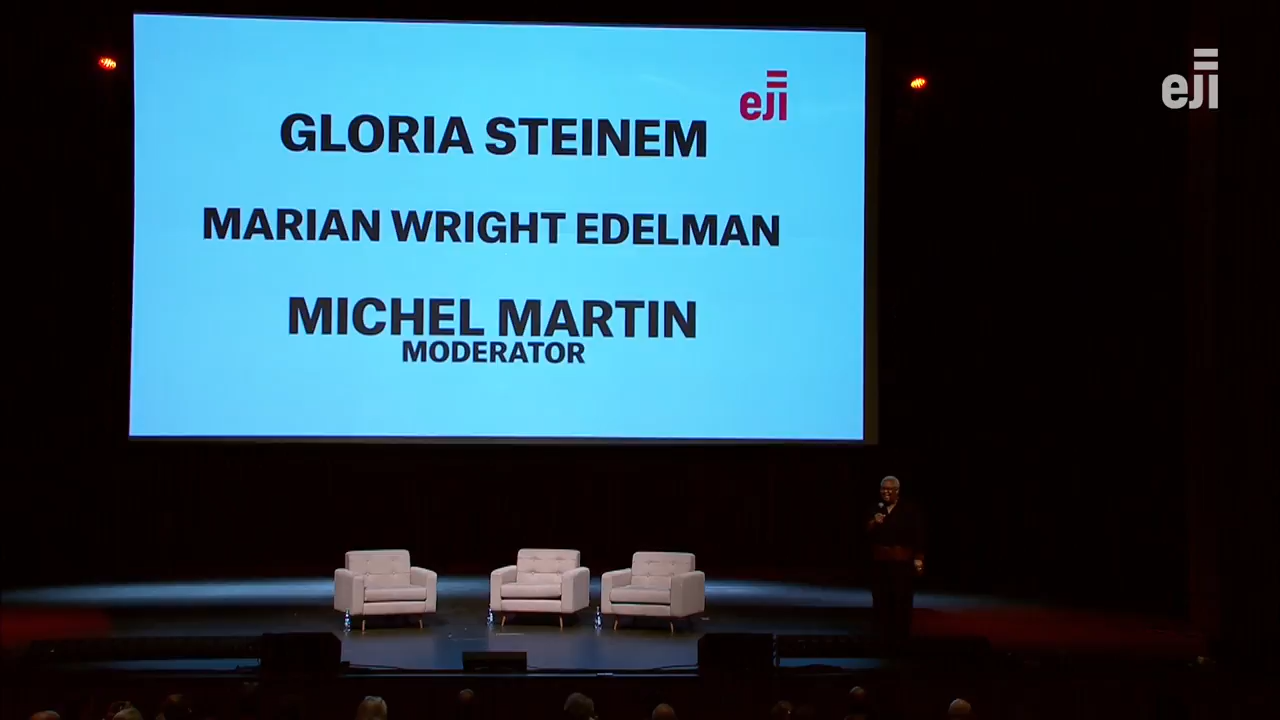 eji
eji
GLORIA STEINEM
MARIAN WRIGHT EDELMAN
MICHEL MARTIN
MODERATOR